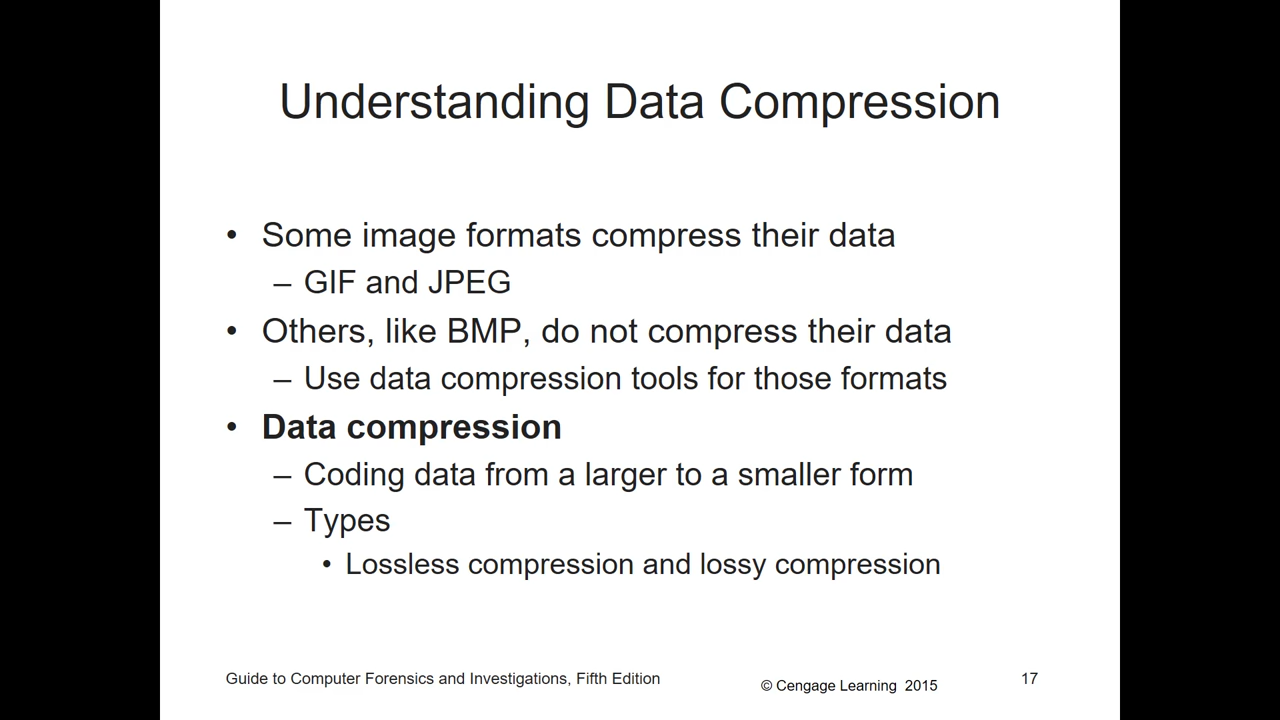 Understanding Data Compression
• Some image formats compress their data
– GIF and JPEG
• Others, like BMP, do not compress their data
– Use data compression tools for those formats
• Data compression
– Coding data from a larger to a smaller form
– Types
• Lossless compression and lossy compression
Guide to Computer Forensics and Investigations, Fifth Edition
© Cengage Learning 2015
17